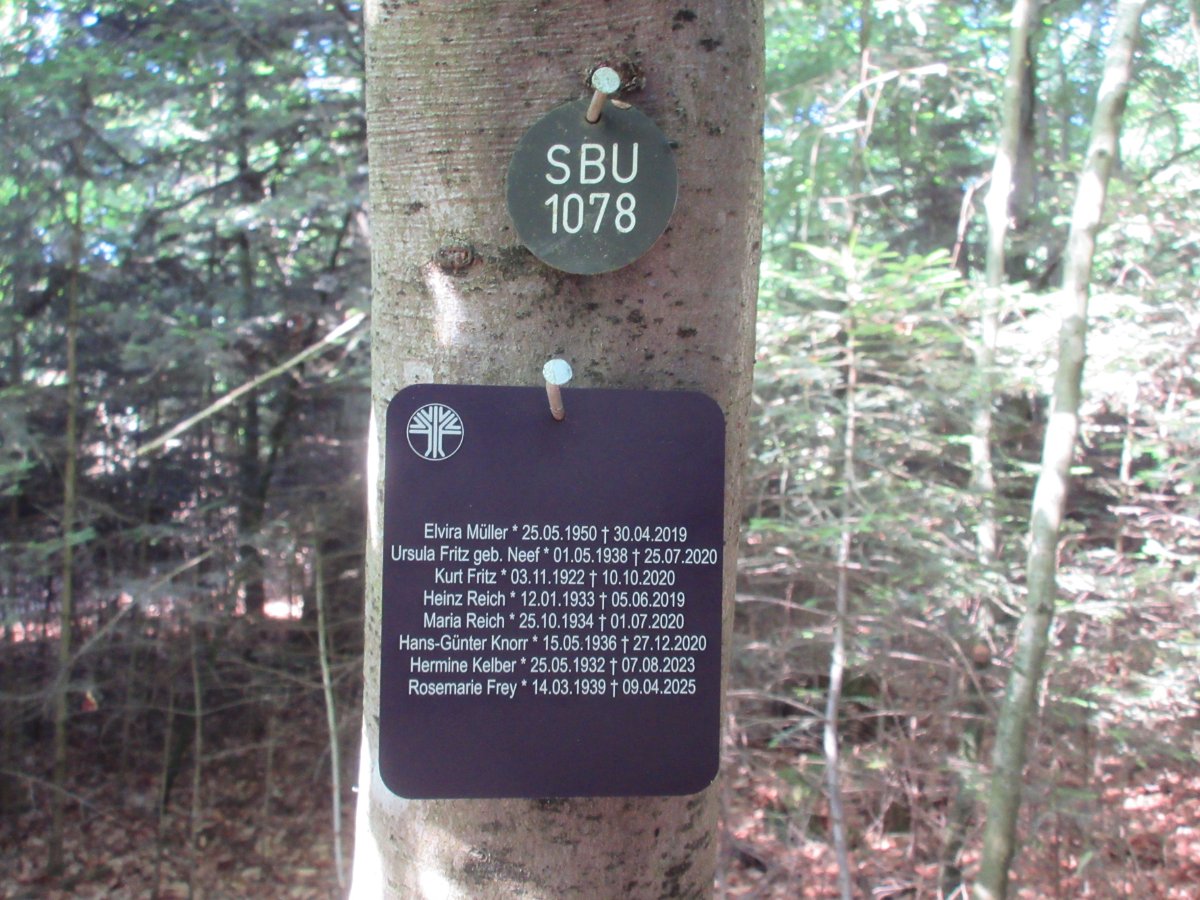 SBU
1078
Elvira Müller * 25.05.1950 † 30.04.2019
Ursula Fritz geb. Neef * 01.05.1938 † 25.07.2020
Kurt Fritz * 03.11.1922 † 10.10.2020
Heinz Reich * 12.01.1933 † 05.06.2019
Maria Reich * 25.10.1934 † 01.07.2020
Hans-Günter Knorr * 15.05.1936 † 27.12.2020
Hermine Kelber * 25.05.1932 † 07.08.2023
Rosemarie Frey * 14.03.1939 † 09.04.2025